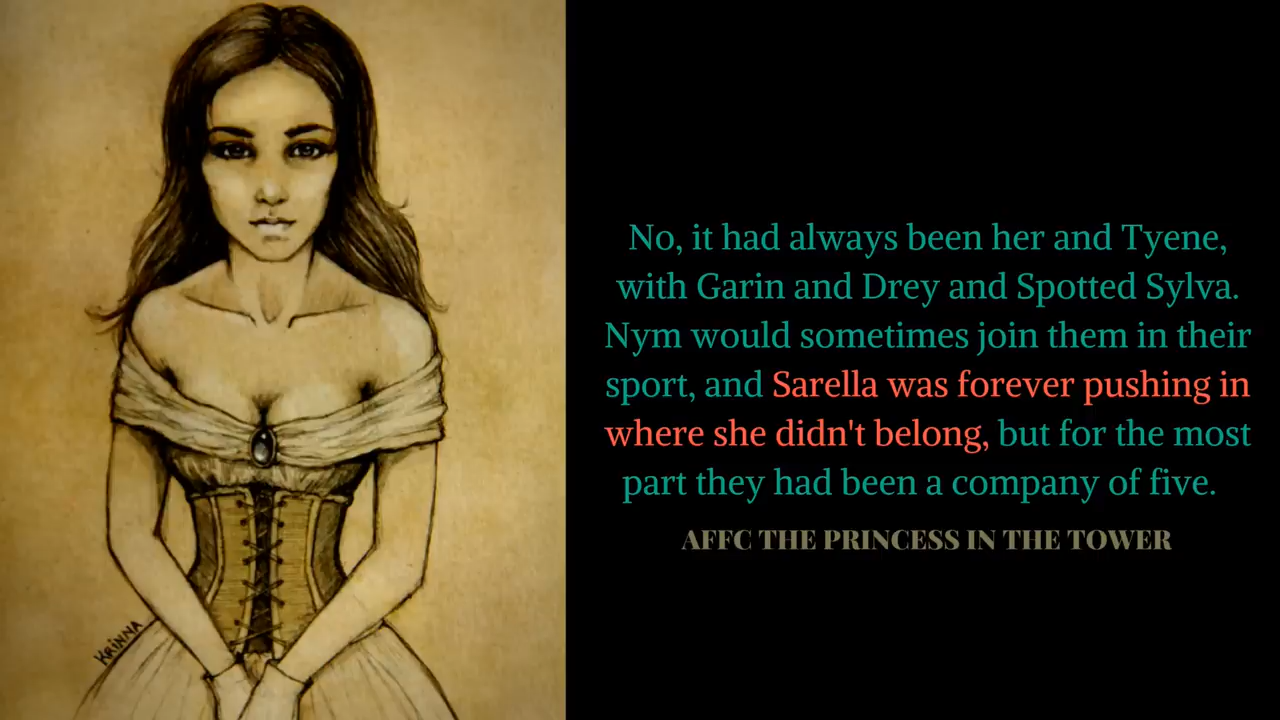 KRINNA
No, it had always been her and Tyene,
with Garin and Drey and Spotted Sylva.
Nym would sometimes join them in their
sport, and Sarella was forever pushing in
where she didn't belong, but for the most
part they had been a company of five.
AFFC THE PRINCESS IN THE TOWER